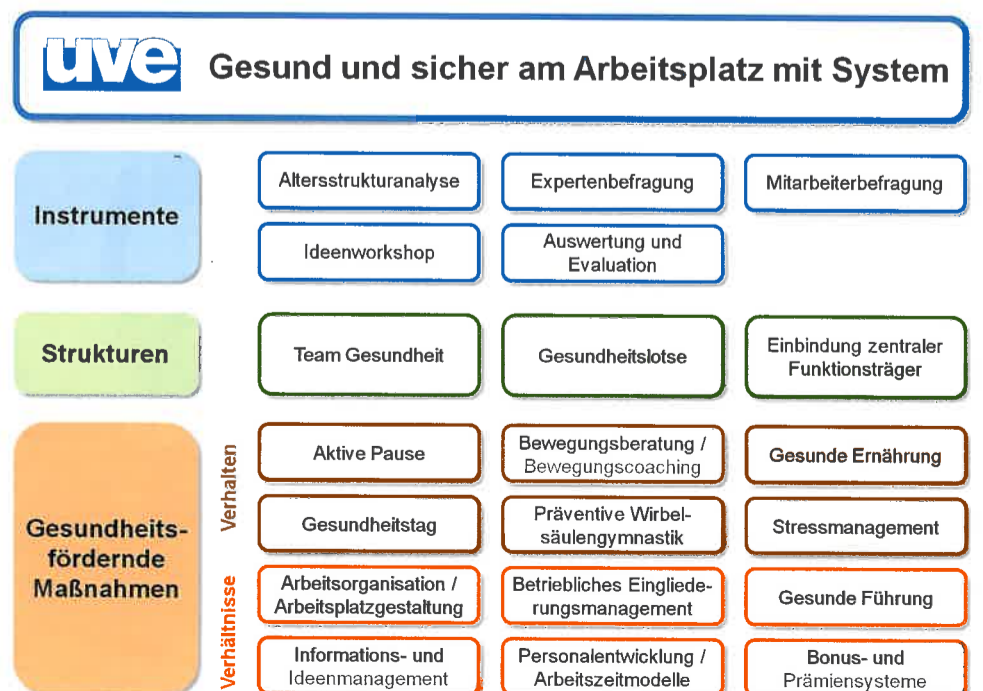 uve Gesund und sicher am Arbeitsplatz mit System
Instrumente
Altersstrukturanalyse
Expertenbefragung
Mitarbeiterbefragung
Ideenworkshop
Auswertung und
Evaluation
Strukturen
Team Gesundheit
Gesundheitslotse
Einbindung zentraler
Funktionsträger
Gesundheits-
fördernde
Maßnahmen
Verhalten
Aktive Pause
Bewegungsberatung /
Bewegungscoaching
Gesunde Ernährung
Gesundheitstag
Präventive Wirbel-
säulengymnastik
Stressmanagement
Verhältnisse
Arbeitsorganisation /
Arbeitsplatzgestaltung
Betriebliches Eingliede-
rungsmanagement
Gesunde Führung
Informations- und
Ideenmanagement
Personalentwicklung /
Arbeitszeitmodelle
Bonus- und
Prämiensysteme